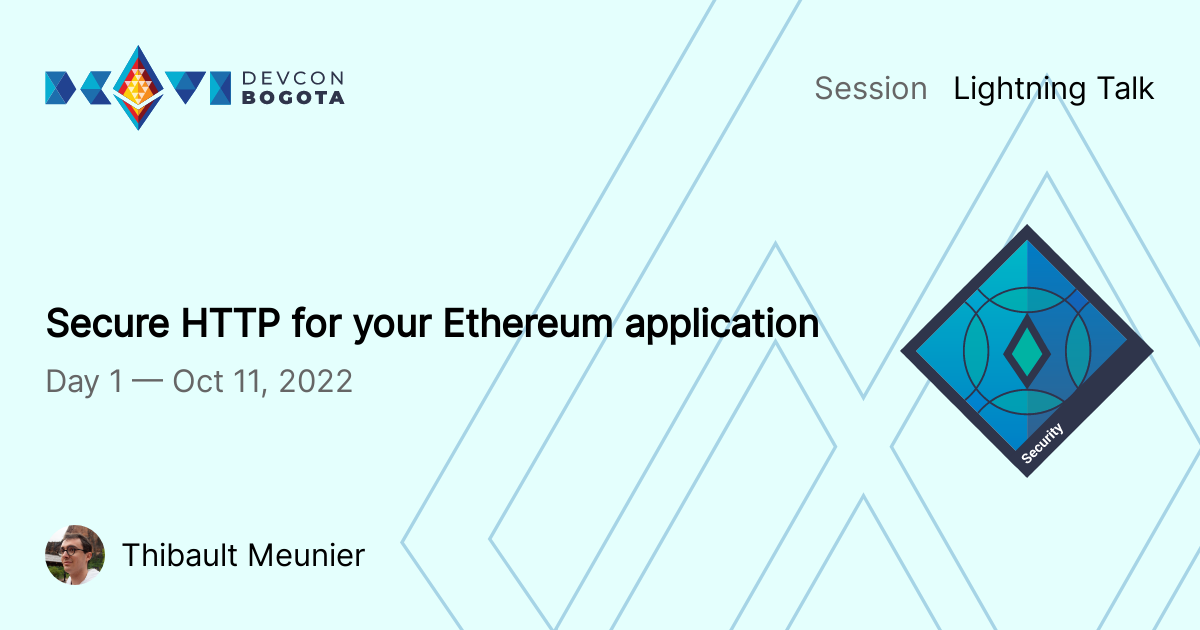 DEVCON
BOGOTA
Session Lightning Talk
Secure HTTP for your Ethereum application
Day 1 — Oct 11, 2022
Security
Thibault Meunier